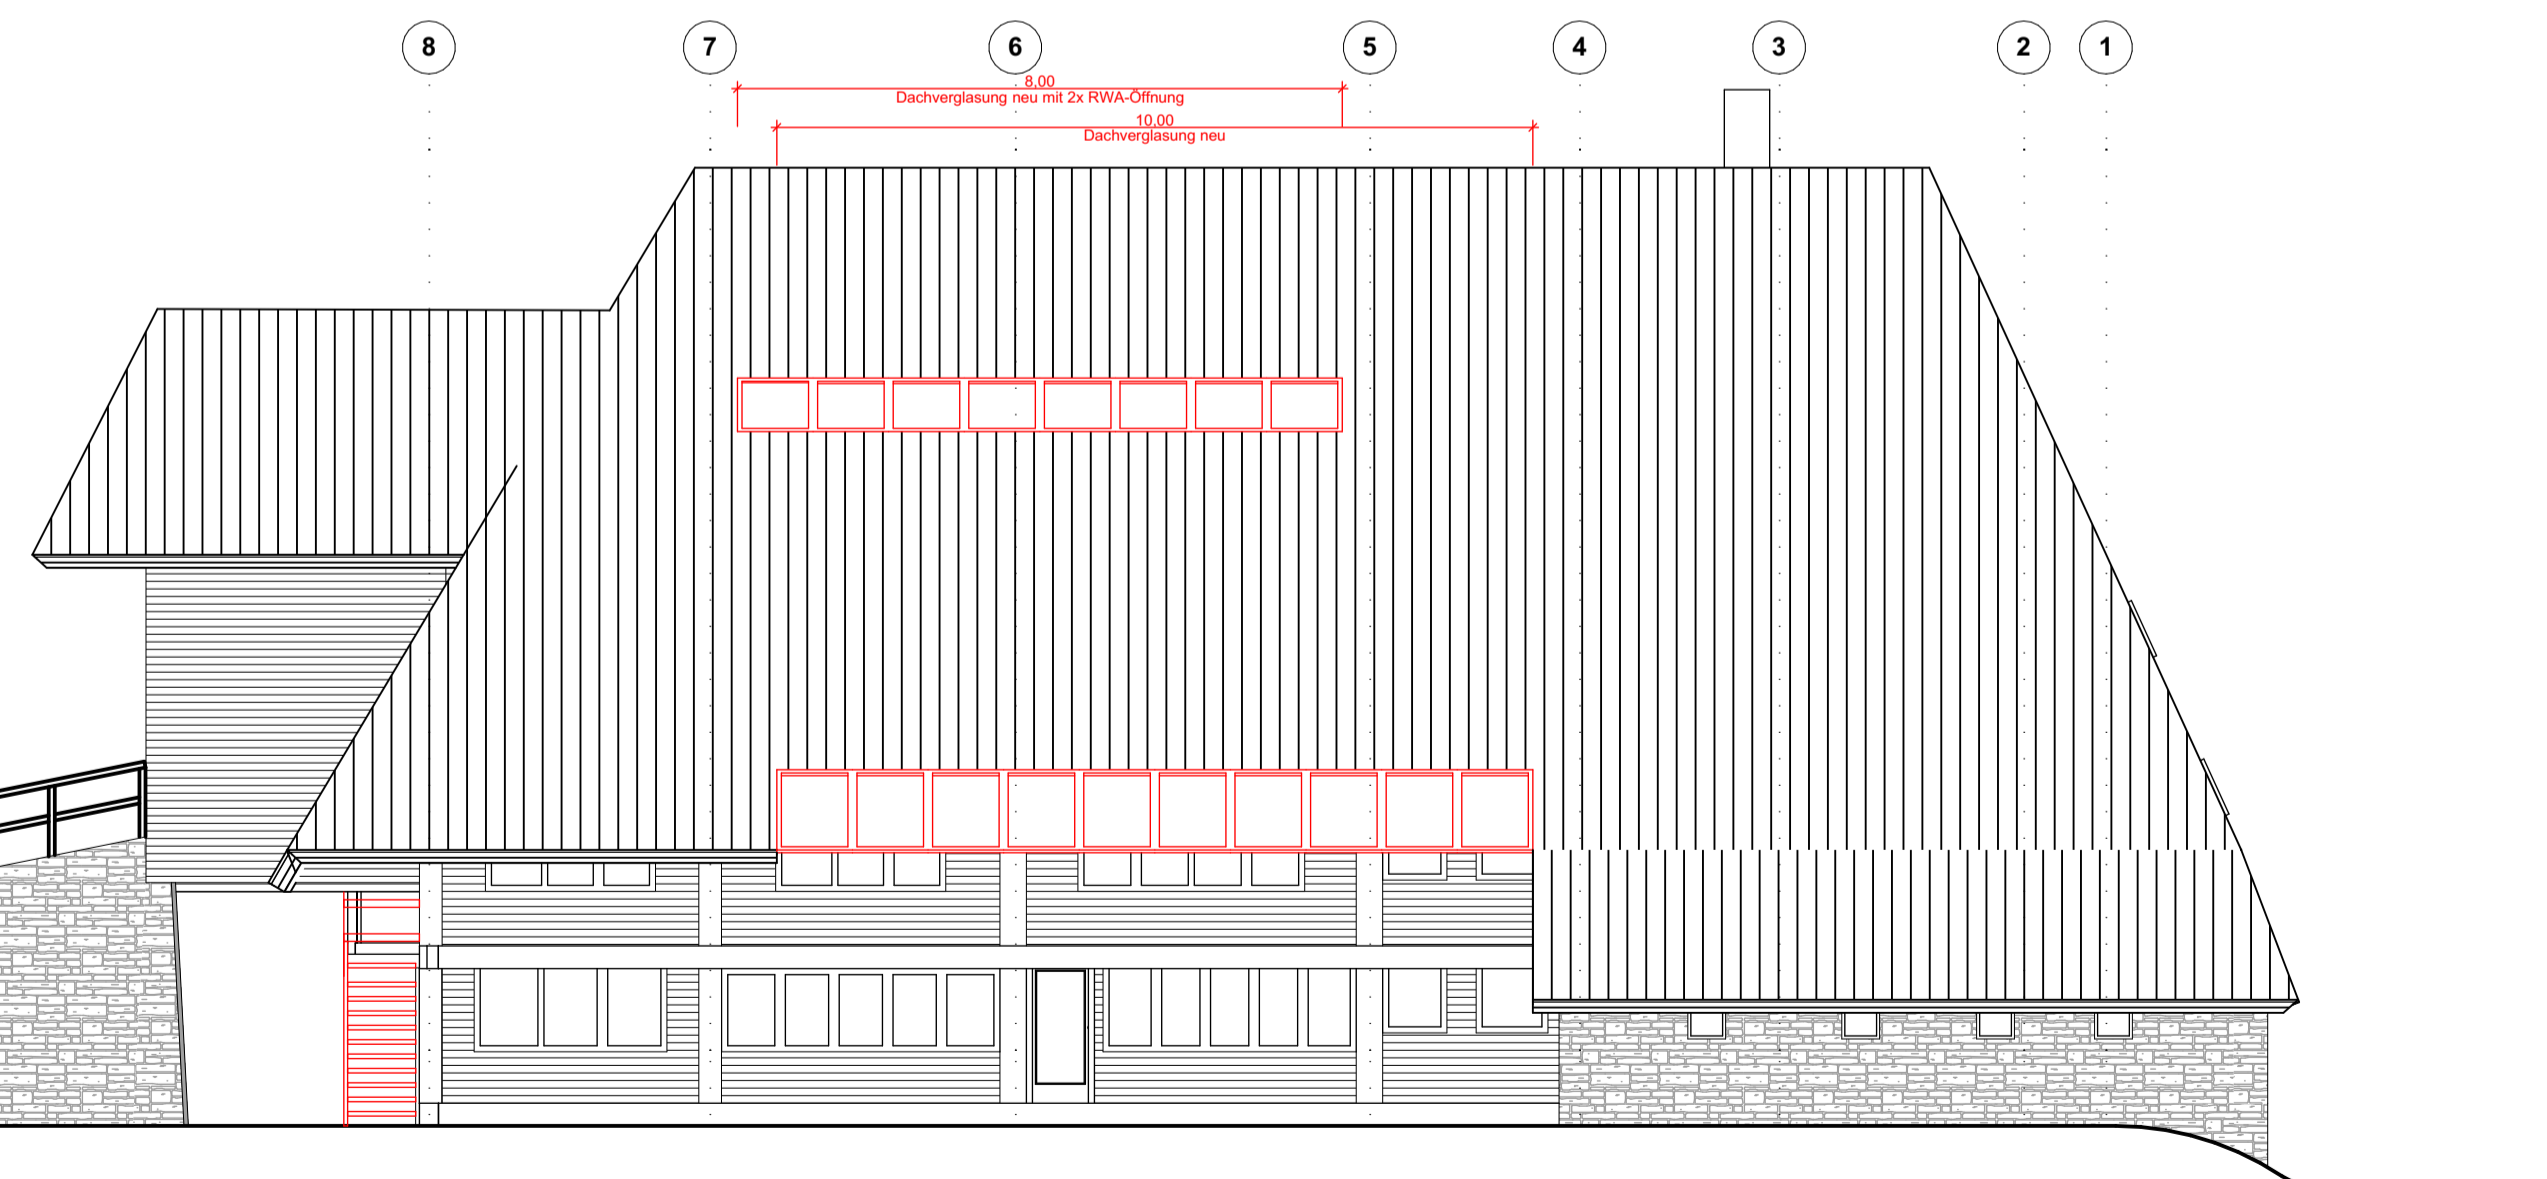 8 7 6 5 4 3 2 1
8,00
Dachverglasung neu mit 2x RWA-Öffnung
10,00
Dachverglasung neu